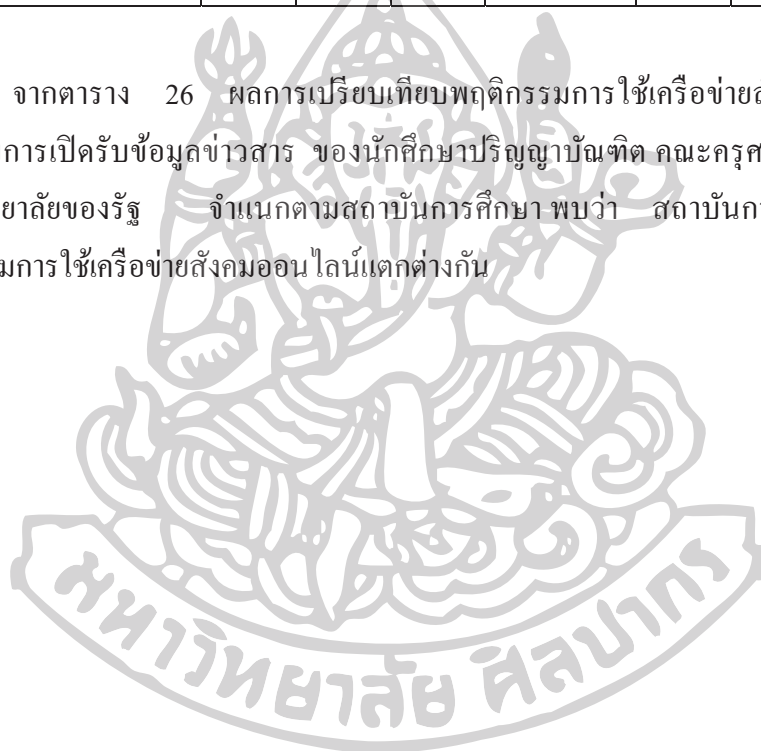 จากตาราง 26 ผลการเปรียบเทียบพฤติกรรมการใช้เครือข่ายส
การเปิดรับข้อมูลข่าวสาร ของนักศึกษาปริญญาบัณฑิต คณะครุศ
ยาลัยของรัฐ จำแนกตามสถาบันการศึกษา พบว่า สถาบันก
มการใช้เครือข่ายสังคมออนไลน์แตกต่างกัน
มหาวิทยาลัย ศิลปากร